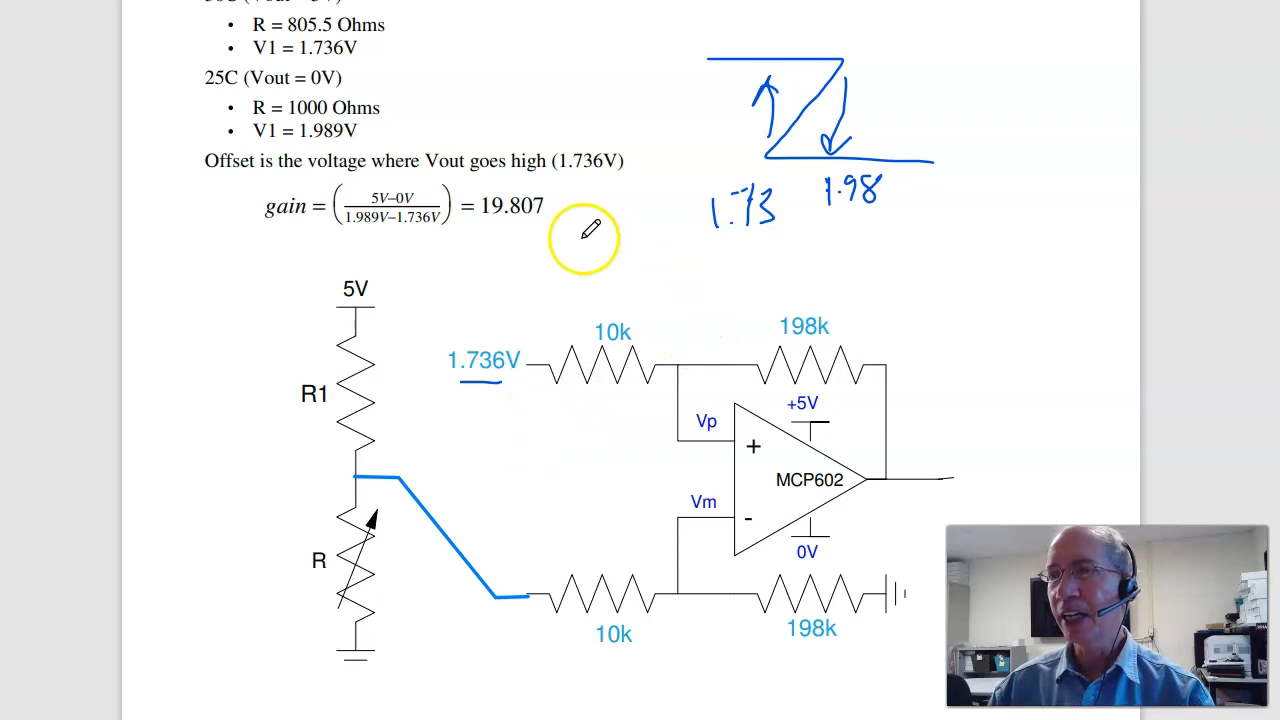 • R = 805.5 Ohms
• V1 = 1.736V
25C (Vout = 0V)
• R = 1000 Ohms
• V1 = 1.989V
Offset is the voltage where Vout goes high (1.736V)
gain = (5V–0V / 1.989V–1.736V) = 19.807
1.73 1.98
5V
R1
R
1.736V
10k
198k
Vp
+5V
+
MCP602
Vm
-
0V
10k
198k